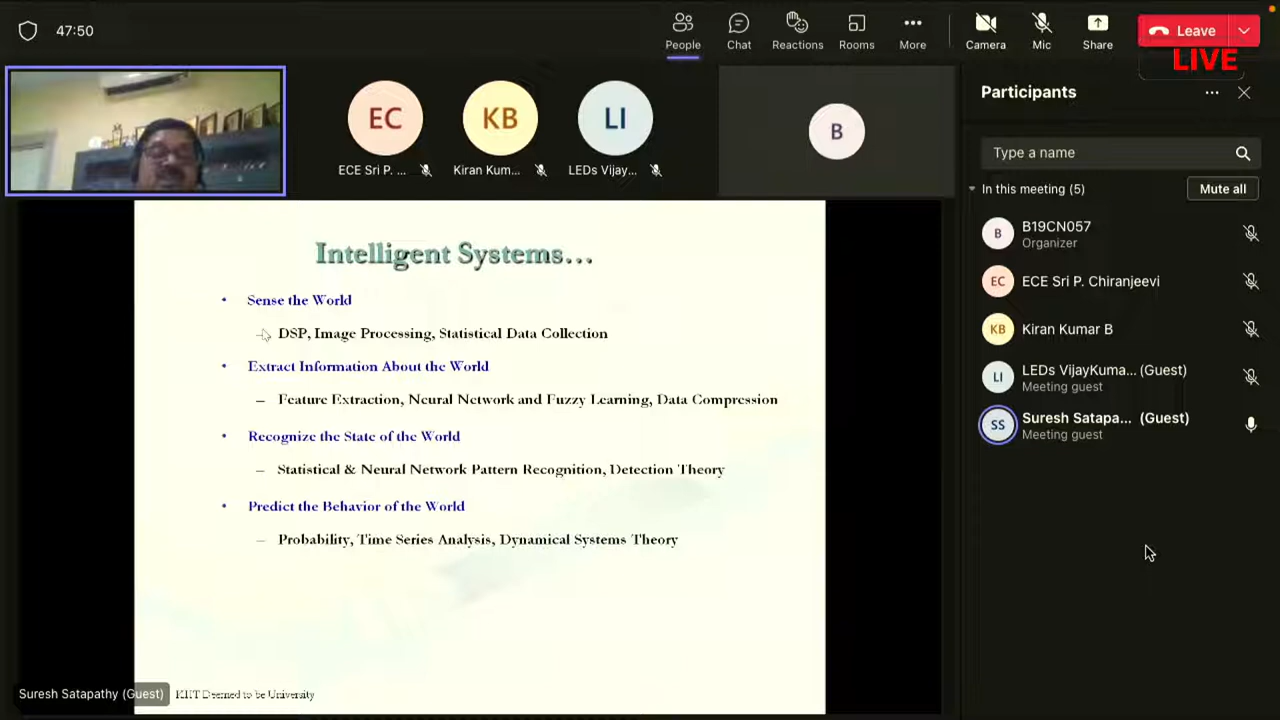 47:50
People
Chat
Reactions
Rooms
More
Camera
Mic
Share
Leave
LIVE
EC
KB
LI
B
ECE Sri P. ...
Kiran Kum...
LEDs Vijay...
Participants
Type a name
In this meeting (5)
Mute all
B
B19CN057
Organizer
EC
ECE Sri P. Chiranjeevi
KB
Kiran Kumar B
LI
LEDs VijayKuma... (Guest)
Meeting guest
SS
Suresh Satapa... (Guest)
Meeting guest
Intelligent Systems...
• Sense the World
– DSP, Image Processing, Statistical Data Collection
• Extract Information About the World
– Feature Extraction, Neural Network and Fuzzy Learning, Data Compression
• Recognize the State of the World
– Statistical & Neural Network Pattern Recognition, Detection Theory
• Predict the Behavior of the World
– Probability, Time Series Analysis, Dynamical Systems Theory
Suresh Satapathy (Guest)
KIIT Deemed to be University